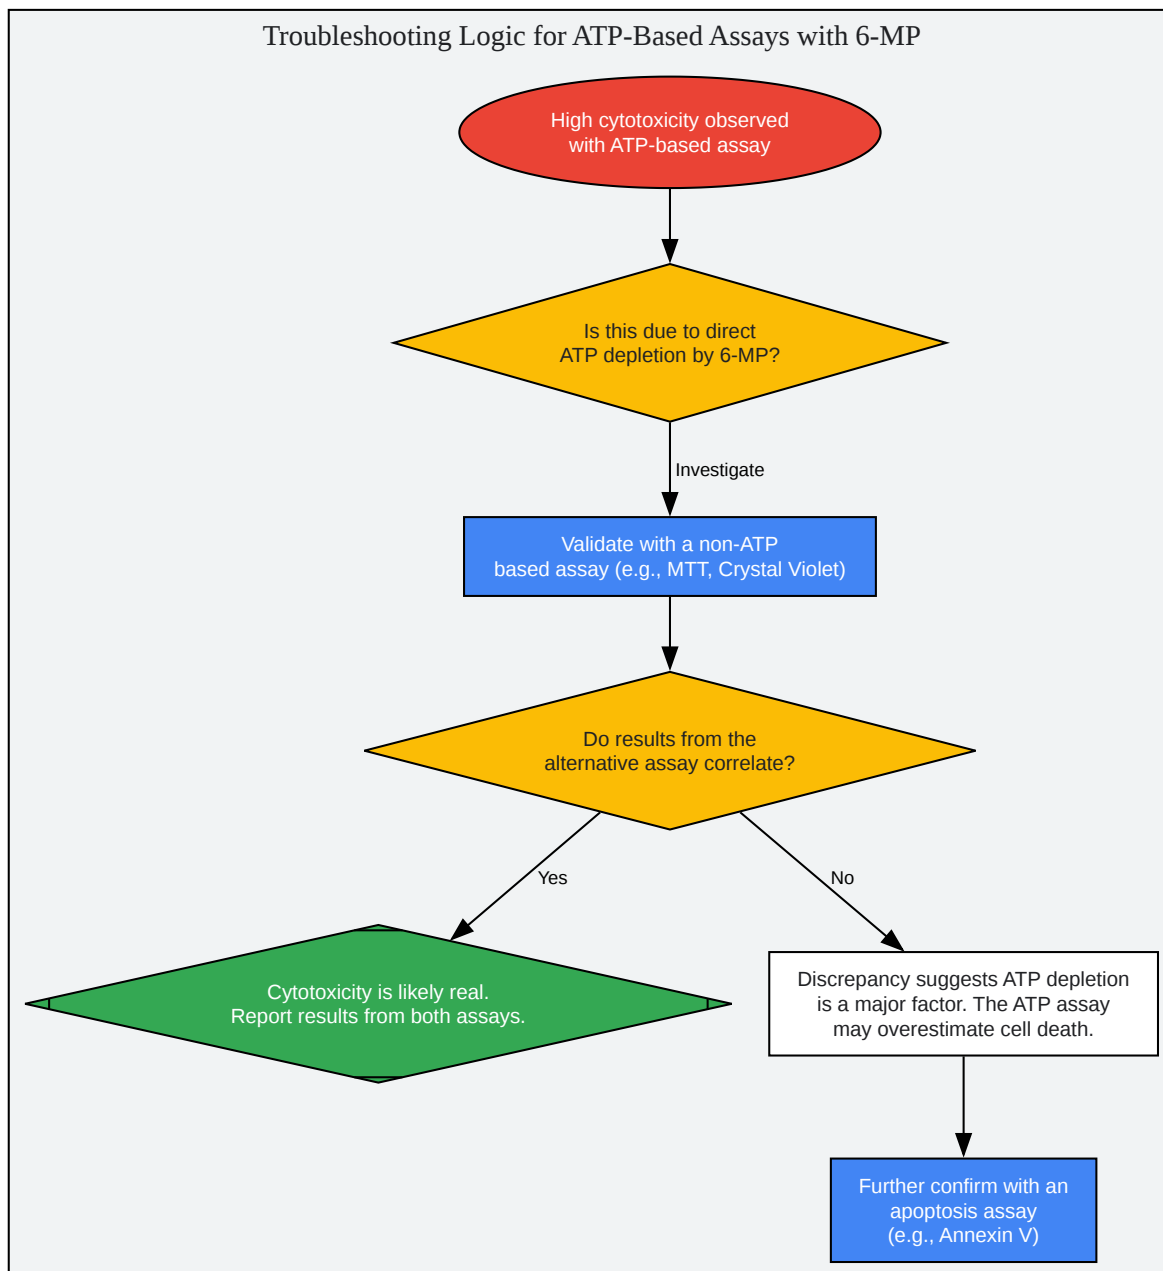 Troubleshooting Logic for ATP-Based Assays with 6-MP
High cytotoxicity observed
with ATP-based assay
Is this due to direct
ATP depletion by 6-MP?
Investigate
Validate with a non-ATP
based assay (e.g., MTT, Crystal Violet)
Do results from the
alternative assay correlate?
Yes
No
Cytotoxicity is likely real.
Report results from both assays.
Discrepancy suggests ATP depletion
is a major factor. The ATP assay
may overestimate cell death.
Further confirm with an
apoptosis assay
(e.g., Annexin V)